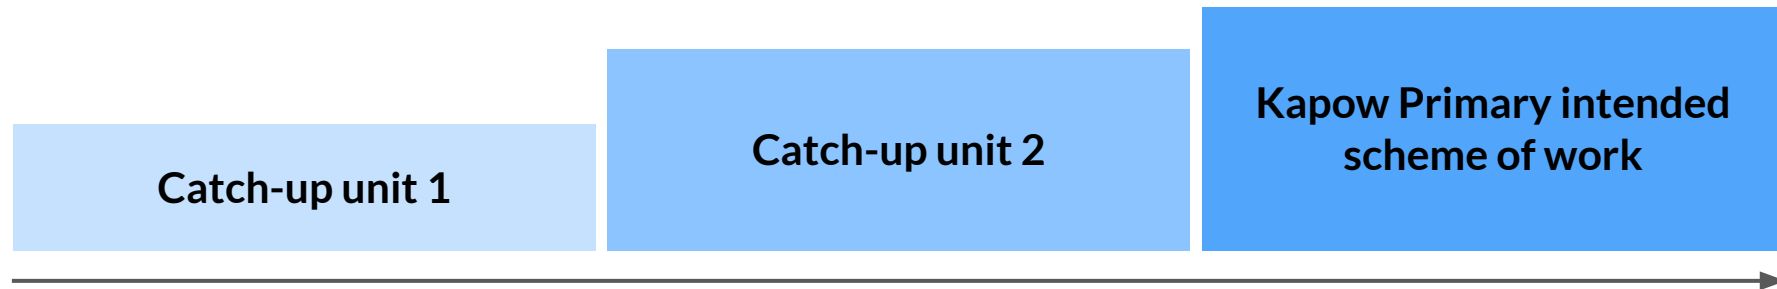 Catch-up unit 1
Catch-up unit 2
Kapow Primary intended
scheme of work